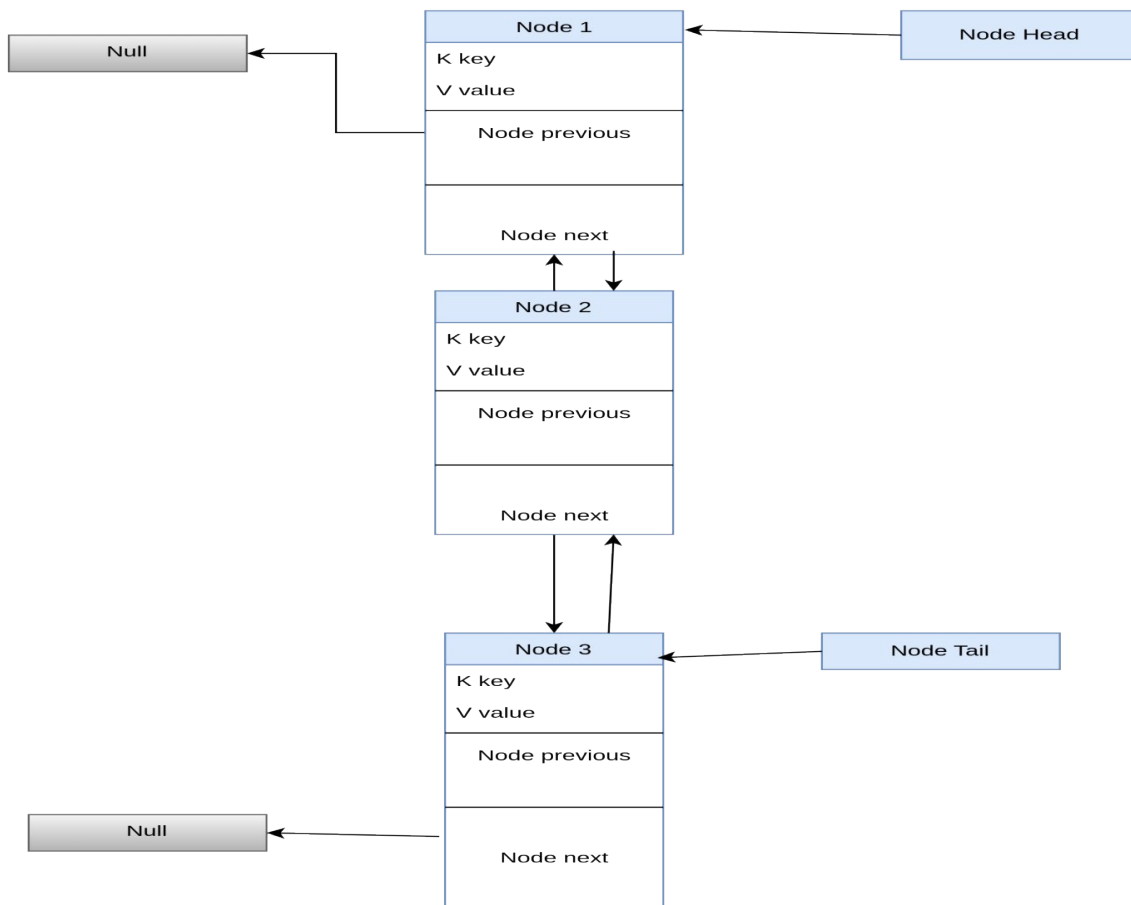 Node 1
Node Head
Null
K key
V value
Node previous
Node next
Node 2
K key
V value
Node previous
Node next
Node 3
Node Tail
K key
V value
Node previous
Null
Node next